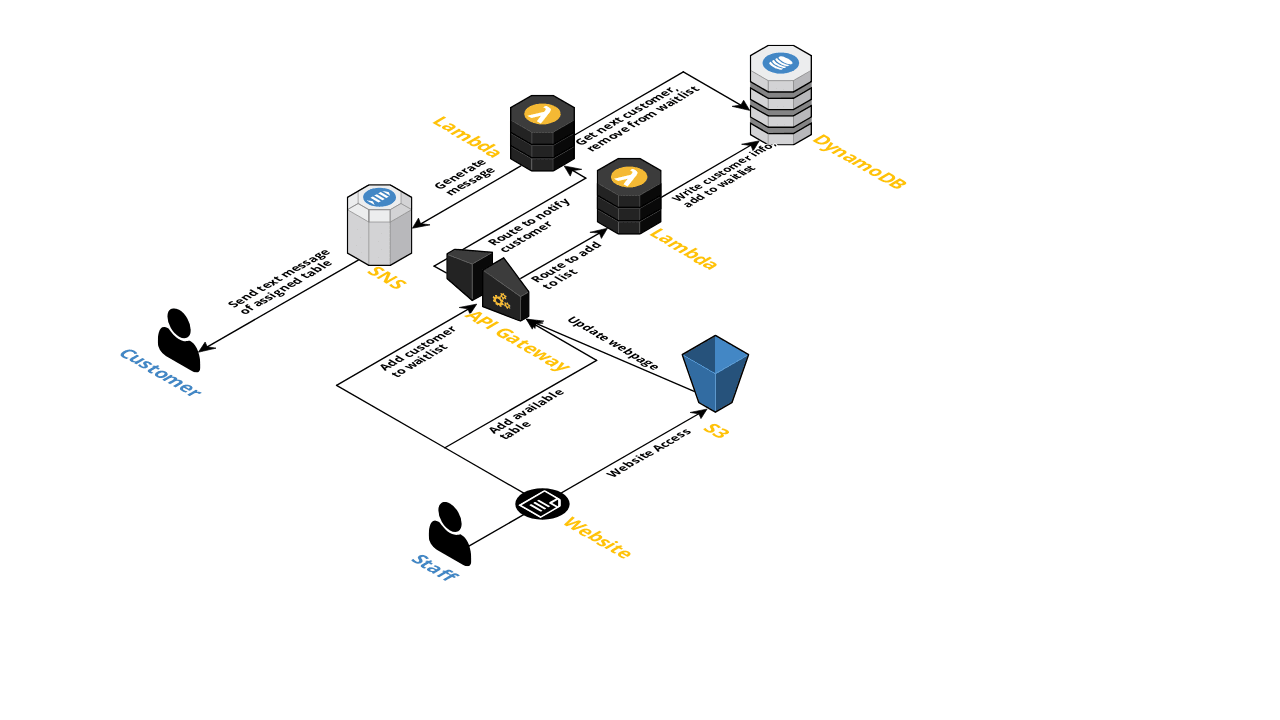 Get next customer,
remove from waitlist
Lambda
DynamoDB
Generate
message
Write customer info,
add to waitlist
Lambda
Route to notify
customer
Route to add
to list
SNS
Send text message
of assigned table
Customer
API Gateway
Add customer
to waitlist
Update webpage
Add available
table
S3
Website Access
Website
Staff